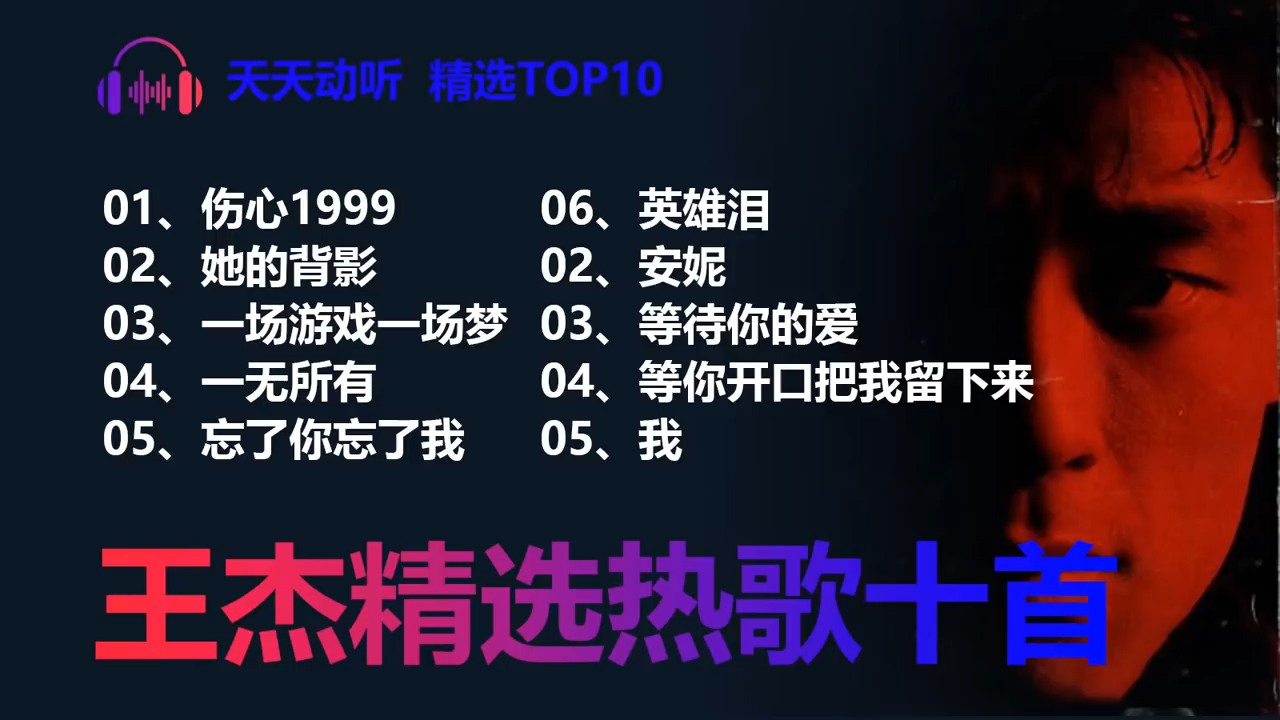 天天动听 精选TOP10
01、伤心1999
02、她的背影
03、一场游戏一场梦
04、一无所有
05、忘了你忘了我
06、英雄泪
02、安妮
03、等待你的爱
04、等你开口把我留下来
05、我
王杰精选热歌十首